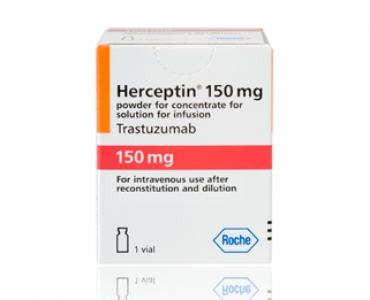 Herceptin® 150 mg
powder for concentrate for
solution for infusion
Trastuzumab
150 mg
For intravenous use after
reconstitution and dilution
1 vial
Roche